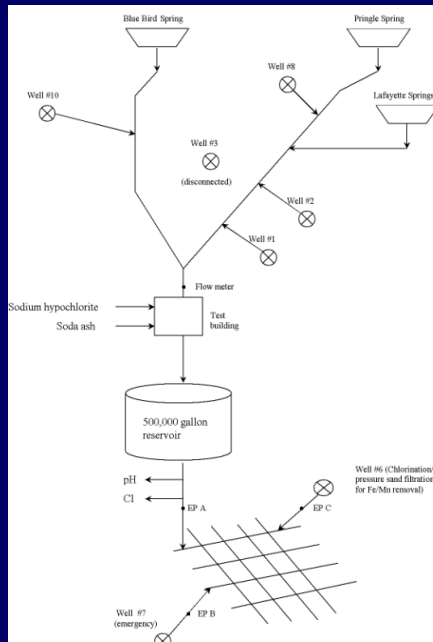 Blue Bird Spring
Pringle Spring
Well #8
Lafayette Springs
Well #10
Well #3
(disconnected)
Well #2
Well #1
Flow meter
Sodium hypochlorite
Soda ash
Test
building
500,000 gallon
reservoir
pH
Cl
EP A
Well #6 (Chlorination/
pressure sand filtration
for Fe/Mn removal)
EP C
Well #7
(emergency)
EP B